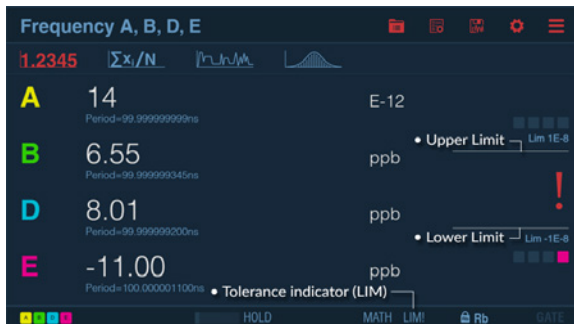 Frequency A, B, D, E
1.2345 ∑xᵢ/N
A 14 E-12
Period=99.999999999ns
• Upper Limit Lim 1E-8
B 6.55 ppb
Period=99.999999345ns
!
D 8.01 ppb
Period=99.999999200ns
• Lower Limit Lim -1E-8
E -11.00 ppb
Period=100.000001100ns • Tolerance indicator (LIM)
A B D E HOLD MATH LIM! Rb GATE